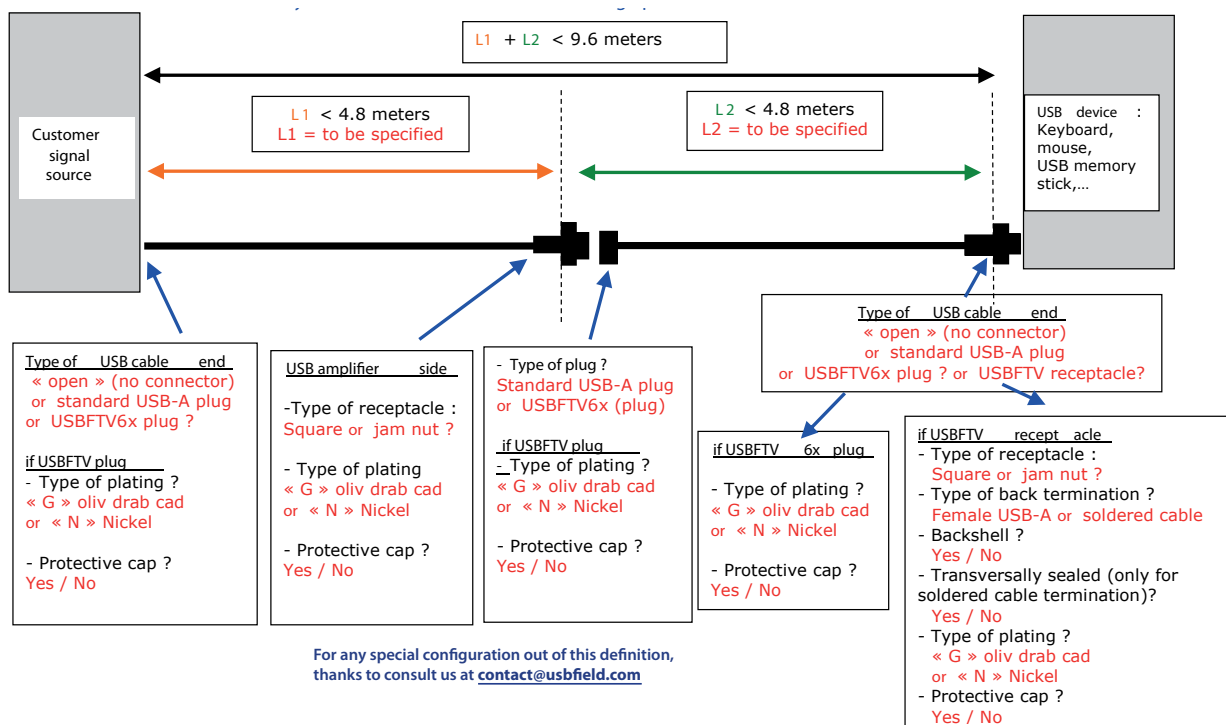 L1 + L2 < 9.6 meters
L1 < 4.8 meters
L1 = to be specified
L2 < 4.8 meters
L2 = to be specified
Customer
signal
source
USB device :
Keyboard,
mouse,
USB memory
stick,...
Type of USB cable end
« open » (no connector)
or standard USB-A plug
or USBFTV6x plug ?
if USBFTV plug
- Type of plating ?
« G » oliv drab cad
or « N » Nickel
- Protective cap ?
Yes / No
USB amplifier side
-Type of receptacle :
Square or jam nut ?
- Type of plating
« G » oliv drab cad
or « N » Nickel
- Protective cap ?
Yes / No
- Type of plug ?
Standard USB-A plug
or USBFTV6x (plug)
if USBFTV plug
- Type of plating ?
« G » oliv drab cad
or « N » Nickel
- Protective cap ?
Yes / No
Type of USB cable end
« open » (no connector)
or standard USB-A plug
or USBFTV6x plug ? or USBFTV receptacle?
if USBFTV 6x plug
- Type of plating ?
« G » oliv drab cad
or « N » Nickel
- Protective cap ?
Yes / No
if USBFTV recept acle
- Type of receptacle :
Square or jam nut ?
- Type of back termination ?
Female USB-A or soldered cable
- Backshell ?
Yes / No
- Transversally sealed (only for
soldered cable termination)?
Yes / No
- Type of plating ?
« G » oliv drab cad
or « N » Nickel
- Protective cap ?
Yes / No
For any special configuration out of this definition,
thanks to consult us at contact@usbfield.com